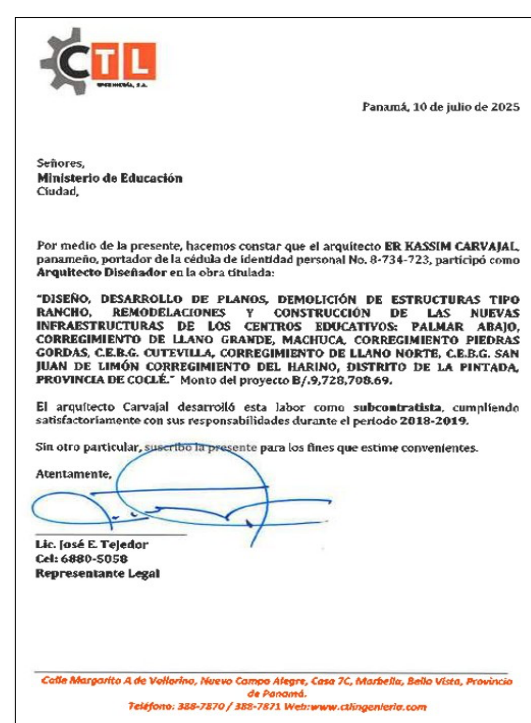 CTL
INGENIERÍA, S.A.
Panamá, 10 de julio de 2025
Señores,
Ministerio de Educación
Ciudad,
Por medio de la presente, hacemos constar que el arquitecto ER KASSIM CARVAJAL,
panameño, portador de la cédula de identidad personal No. 8-734-723, participó como
Arquitecto Diseñador en la obra titulada:
"DISEÑO, DESARROLLO DE PLANOS, DEMOLICIÓN DE ESTRUCTURAS TIPO
RANCHO, REMODELACIONES Y CONSTRUCCIÓN DE LAS NUEVAS
INFRAESTRUCTURAS DE LOS CENTROS EDUCATIVOS: PALMAR ABAJO,
CORREGIMIENTO DE LLANO GRANDE, MACHUCA, CORREGIMIENTO PIEDRAS
GORDAS, C.E.B.G. CUTEVILLA, CORREGIMIENTO DE LLANO NORTE, C.E.B.G. SAN
JUAN DE LIMÓN CORREGIMIENTO DEL HARINO, DISTRITO DE LA PINTADA,
PROVINCIA DE COCLÉ." Monto del proyecto B/.9,728,708.69.
El arquitecto Carvajal desarrolló esta labor como subcontratista, cumpliendo
satisfactoriamente con sus responsabilidades durante el periodo 2018-2019.
Sin otro particular, suscribo la presente para los fines que estime convenientes.
Atentamente,
Lic. José E. Tejedor
Cel: 6880-5058
Representante Legal
Calle Margarita A de Vallarino, Nuevo Campo Alegre, Casa 7C, Marbella, Bella Vista, Provincia
de Panamá.
Teléfono: 388-7870 / 388-7871 Web:www.ctlingenieria.com